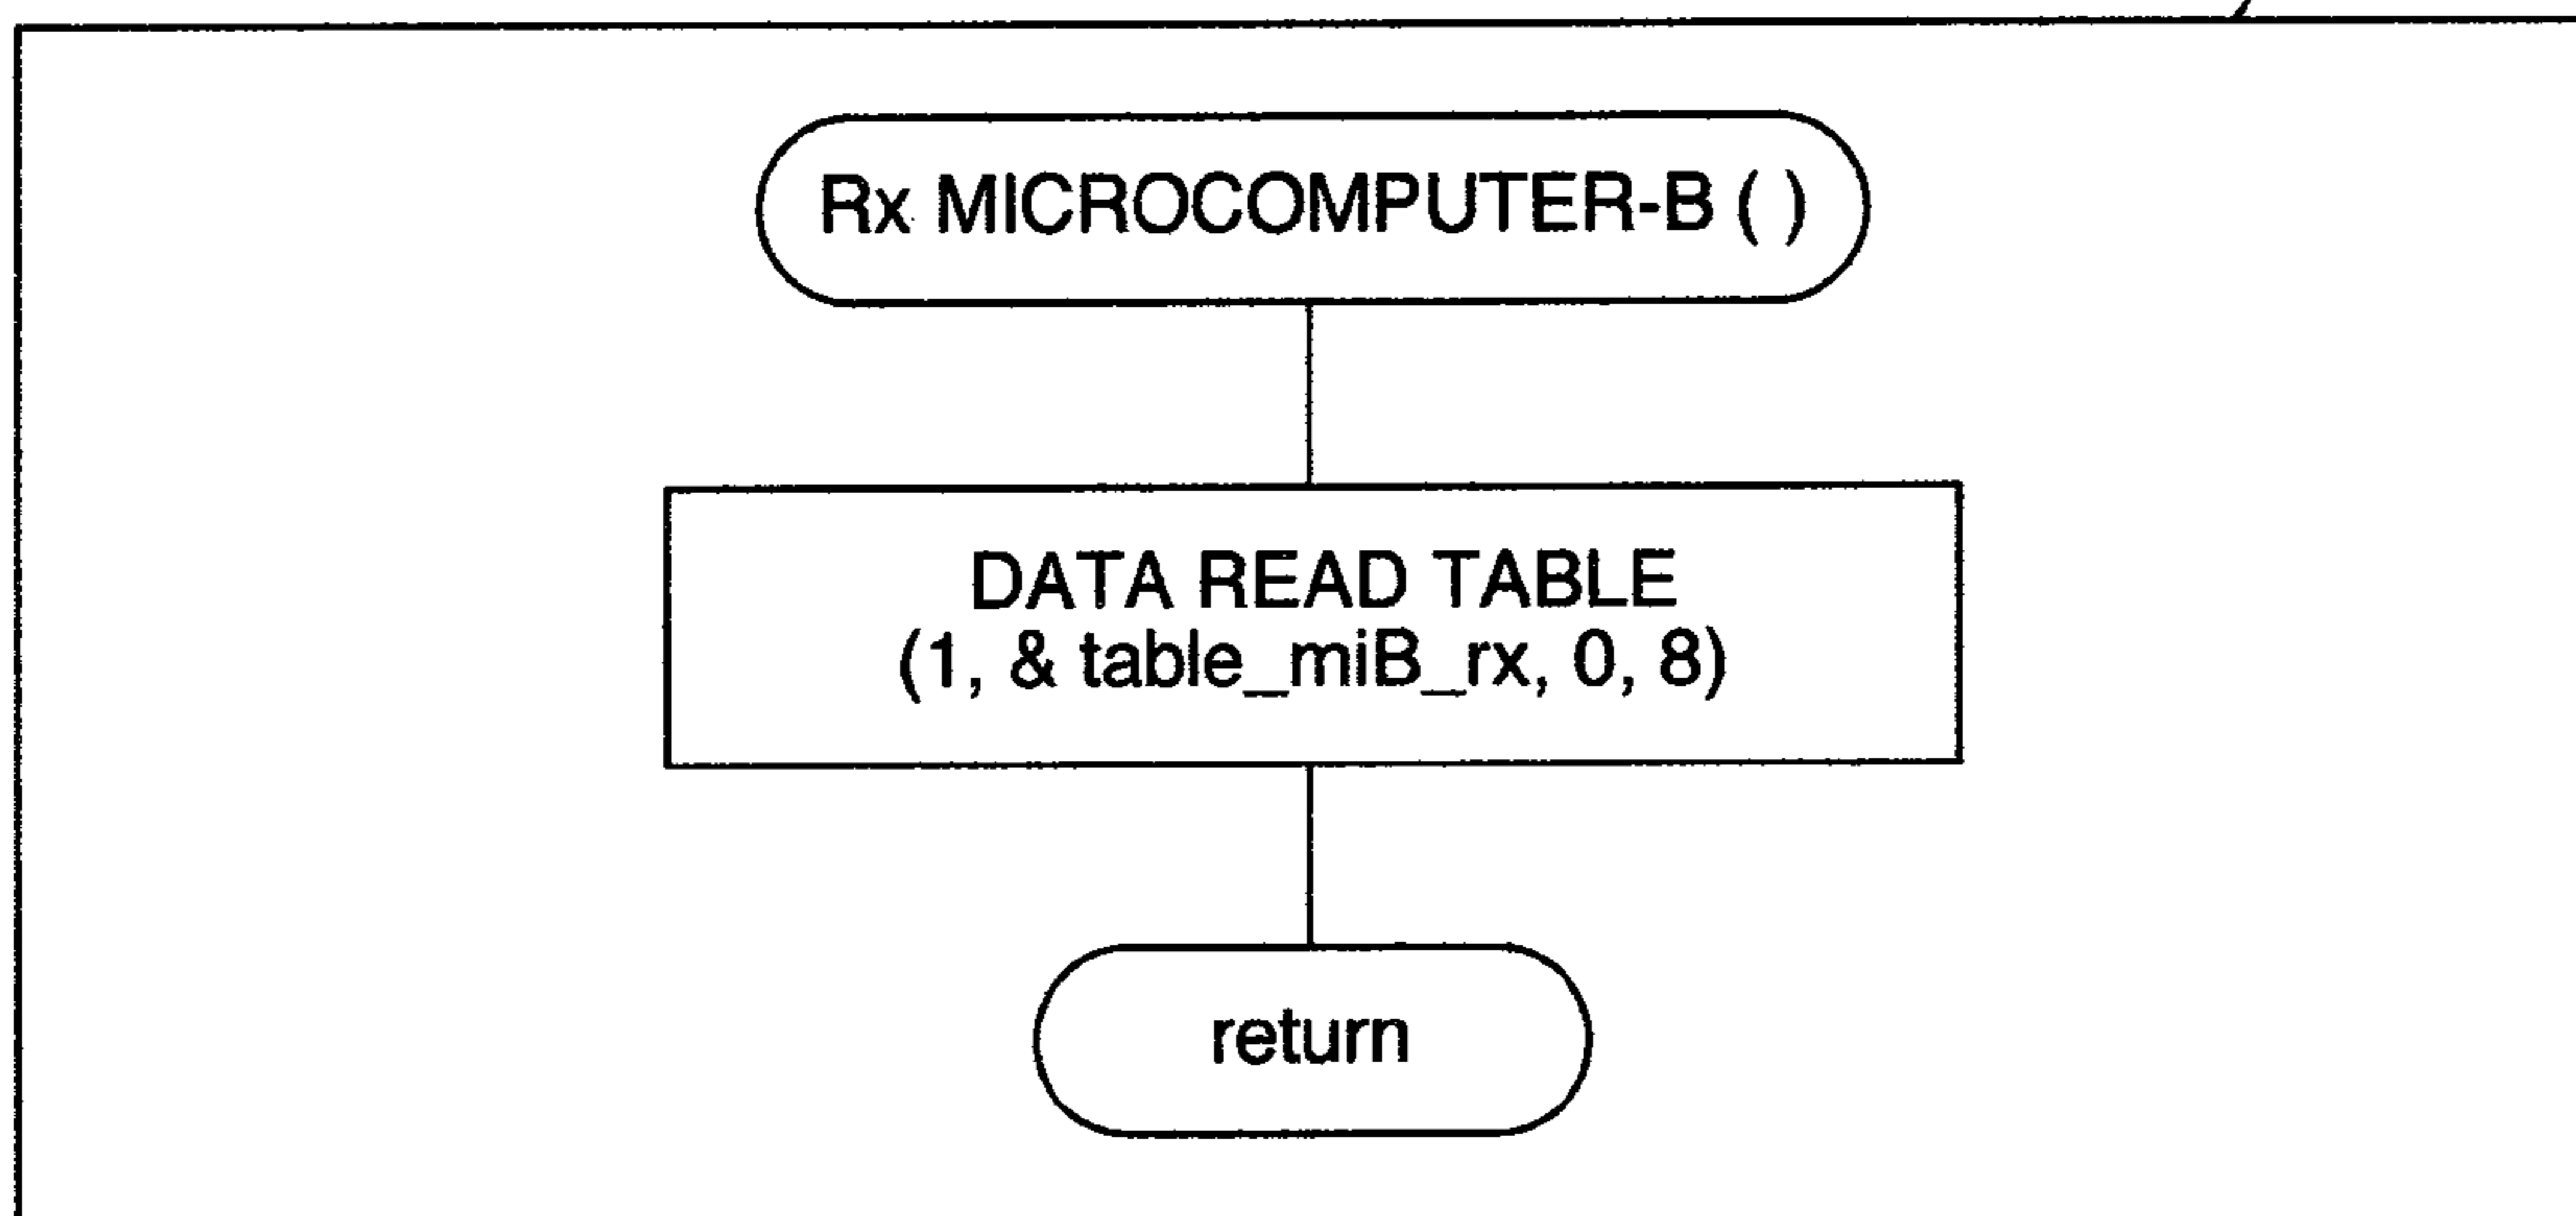 Rx MICROCOMPUTER-B ( )
DATA READ TABLE
(1, & table_miB_rx, 0, 8)
return